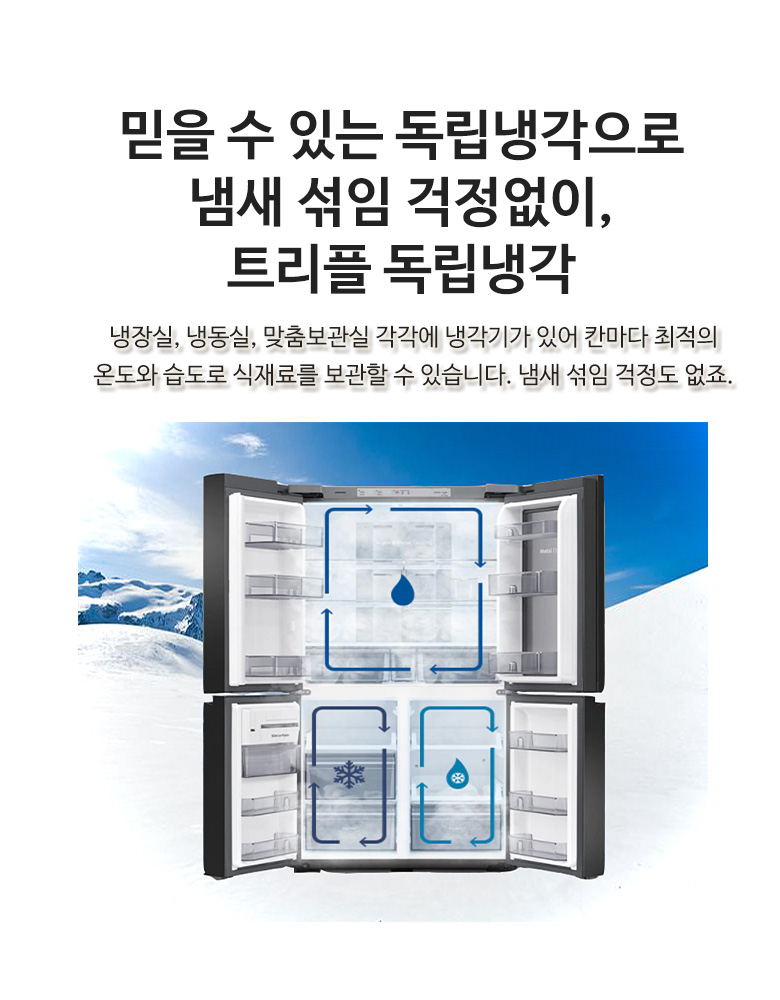 믿을 수 있는 독립냉각으로
냄새 섞임 걱정없이,
트리플 독립냉각
냉장실, 냉동실, 맞춤보관실 각각에 냉각기가 있어 칸마다 최적의
온도와 습도로 식재료를 보관할 수 있습니다. 냄새 섞임 걱정도 없죠.